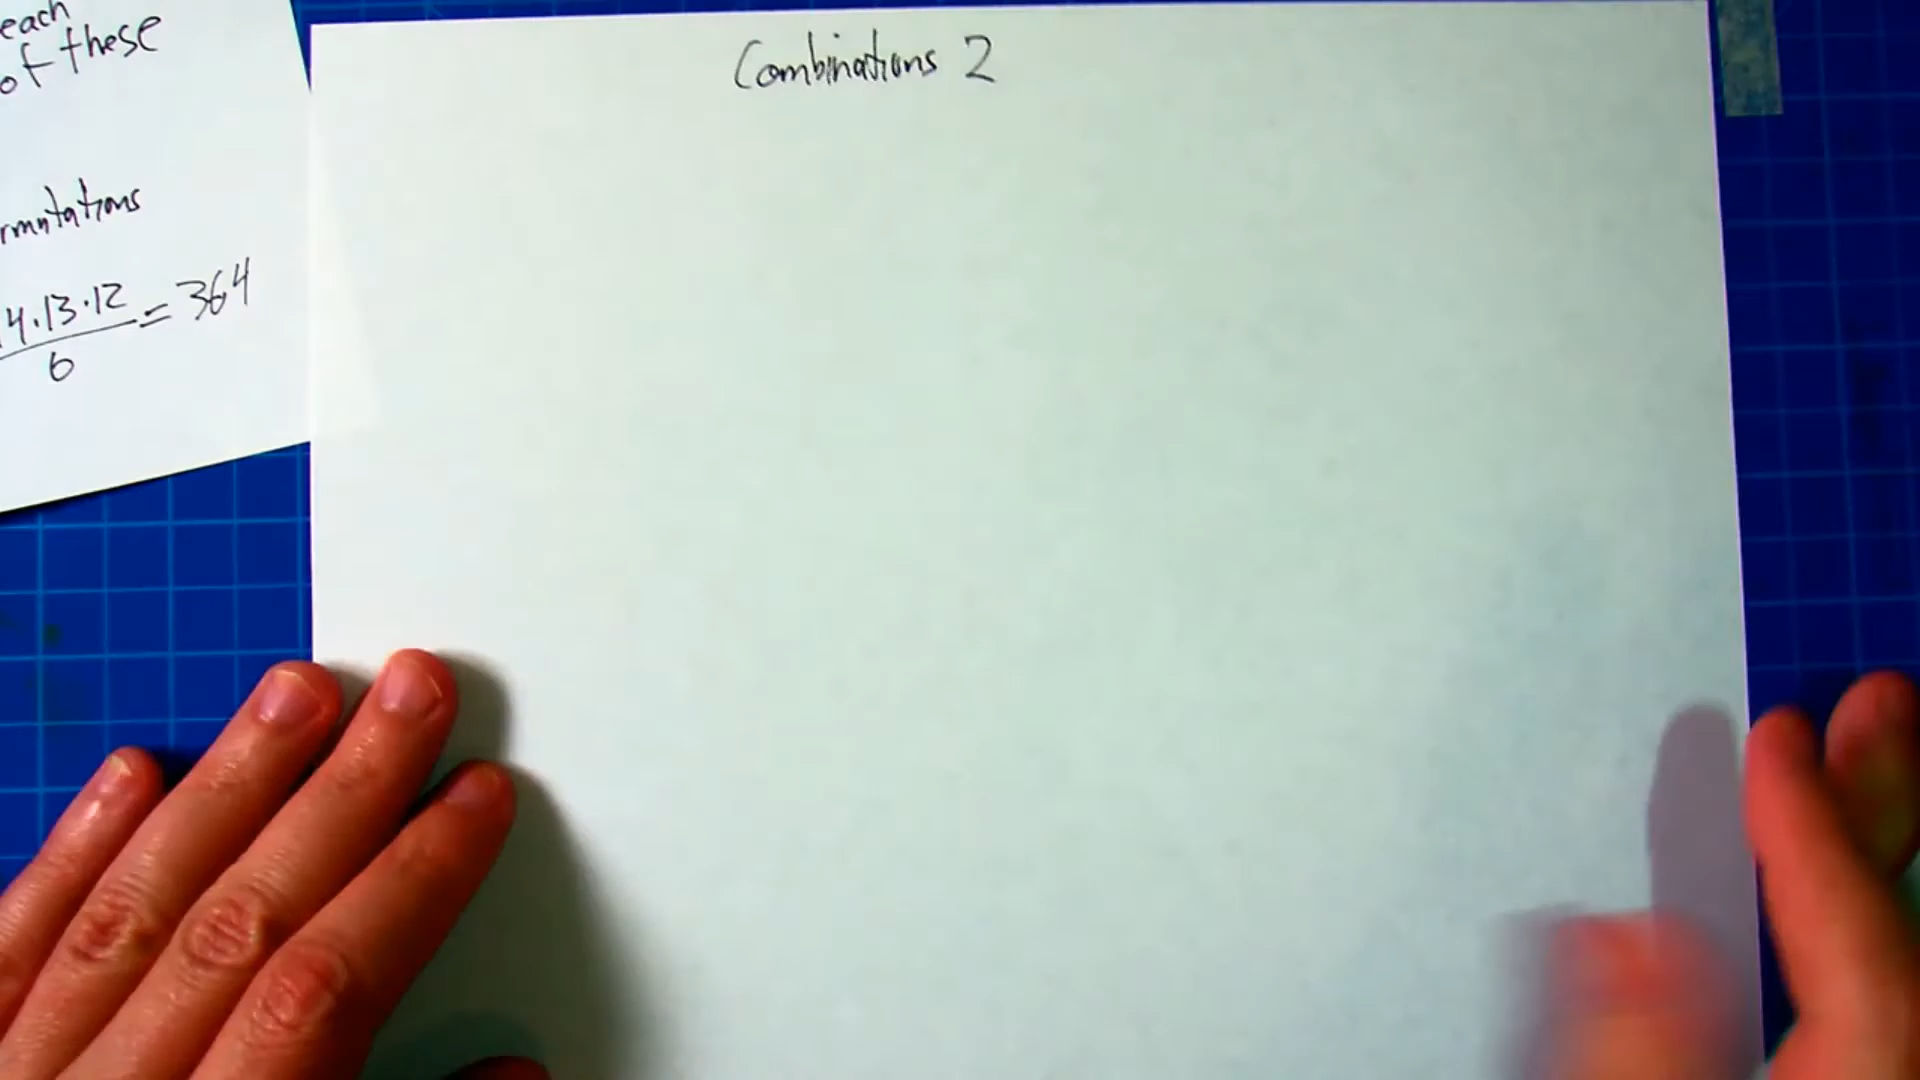 each
of these
rmutations
4.13.12
= 364
6
Combinations 2